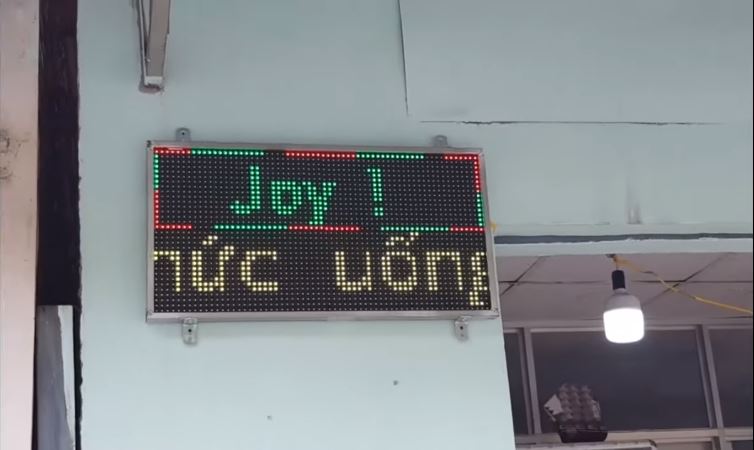 Joy !
ức uống